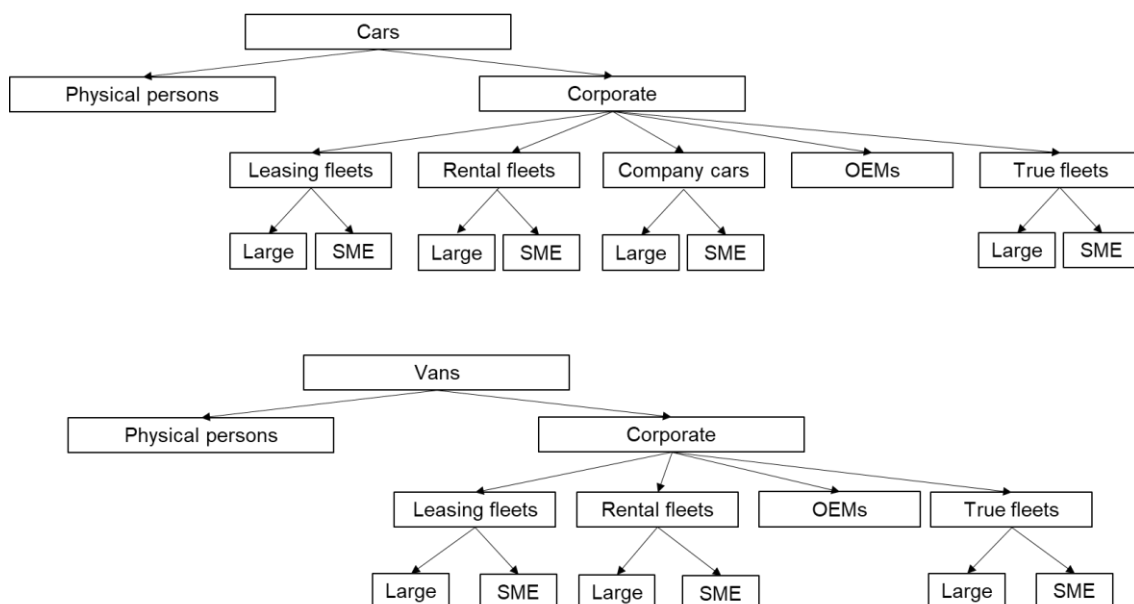 Cars
Physical persons
Corporate
Leasing fleets
Rental fleets
Company cars
OEMs
True fleets
Large
SME
Large
SME
Large
SME
Large
SME
Vans
Physical persons
Corporate
Leasing fleets
Rental fleets
OEMs
True fleets
Large
SME
Large
SME
Large
SME